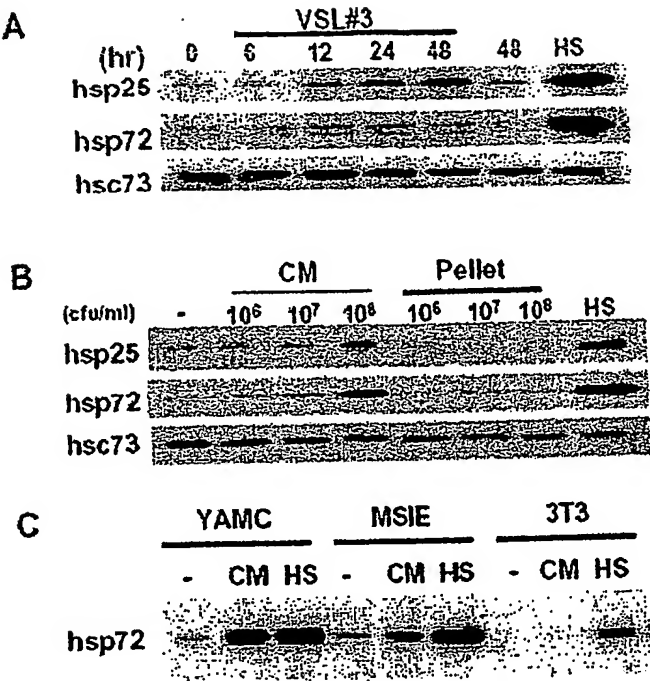 A
VSL#3
(hr) 0 6 12 24 48 48 HS
hsp25
hsp72
hsc73
B
CM Pellet
(cfu/ml) - 10⁶ 10⁷ 10⁸ 10⁶ 10⁷ 10⁸ HS
hsp25
hsp72
hsc73
C
YAMC MSIE 3T3
- CM HS - CM HS - CM HS
hsp72